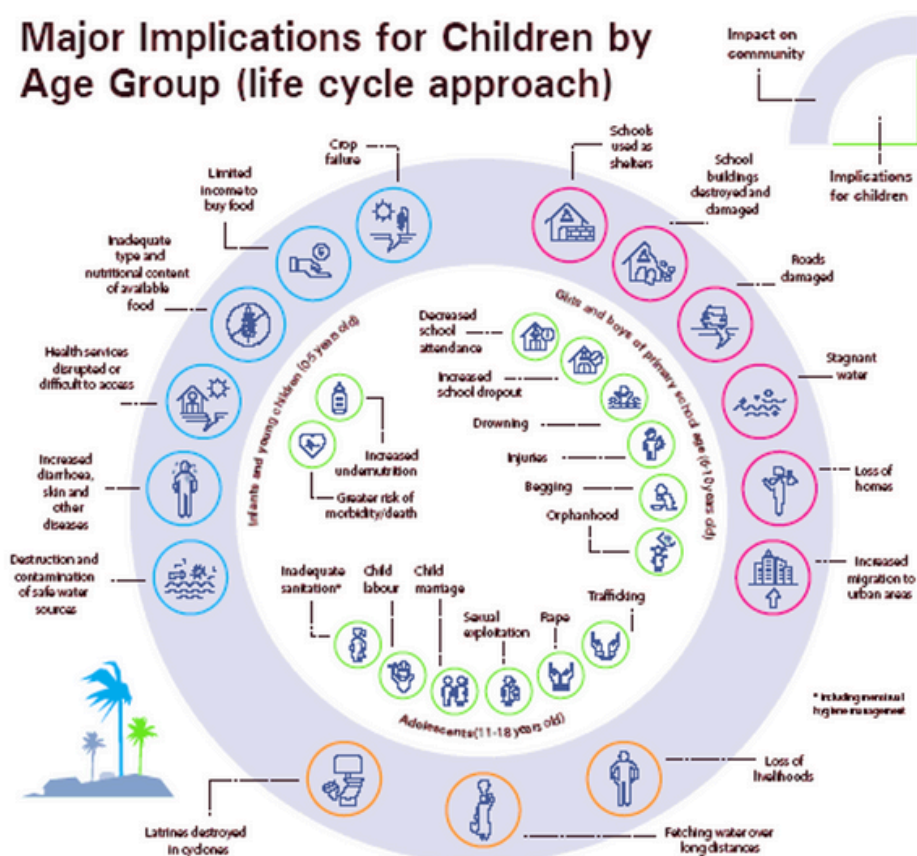 Major Implications for Children by
Age Group (life cycle approach)
Impact on
community
Implications
for children
Crop
failure
Limited
income to
buy food
Inadequate
type and
nutritional content
of available
food
Health services
disrupted or
difficult to access
Increased
diarrhoea,
skin and
other
diseases
Destruction and
contamination
of safe water
sources
Schools
used as
shelters
School
buildings
destroyed and
damaged
Roads
damaged
Stagnant
water
Loss of
homes
Increased
migration to
urban areas
Infants and young children (0-5 years old)
Increased
undernutrition
Greater risk of
morbidity/death
Girls and boys of primary school age (6-10 years old)
Decreased
school
attendance
Increased
school dropout
Drowning
Injuries
Begging
Orphanhood
Inadequate
sanitation*
Child
labour
Child
marriage
Sexual
exploitation
Rape
Trafficking
Adolescents (11-18 years old)
* Including menstrual
hygiene management
Latrines destroyed
in cyclones
Fetching water over
long distances
Loss of
livelihoods